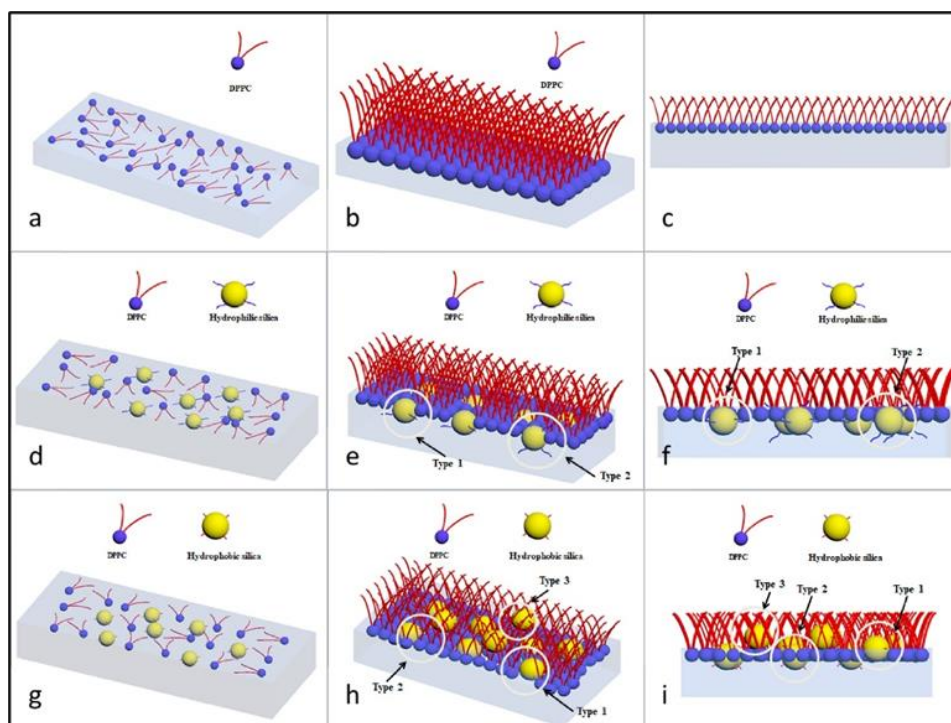 DPPC
a
DPPC
b
c
DPPC
Hydrophilic silica
d
DPPC
Hydrophilic silica
Type 1
Type 2
e
DPPC
Hydrophilic silica
Type 1
Type 2
f
DPPC
Hydrophobic silica
g
DPPC
Hydrophobic silica
Type 3
Type 2
Type 1
h
DPPC
Hydrophobic silica
Type 3
Type 2
Type 1
i